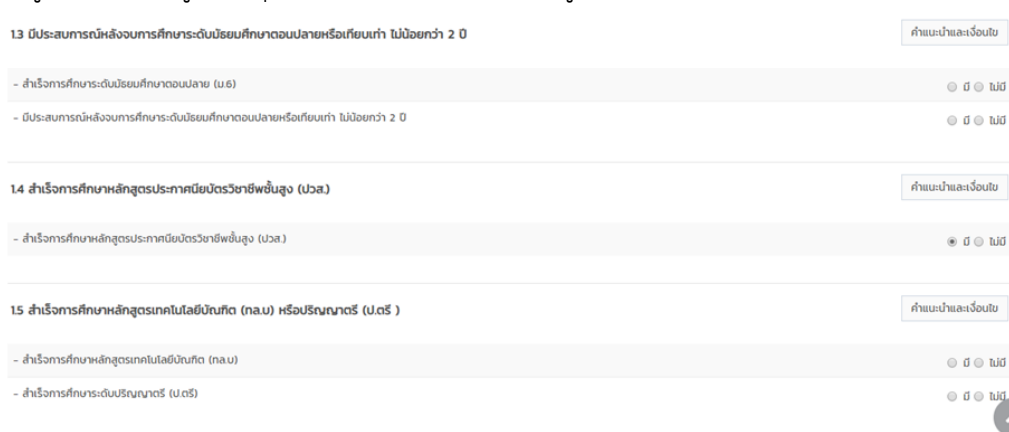 1.3 มีประสบการณ์หลังจบการศึกษาระดับมัธยมศึกษาตอนปลายหรือเทียบเท่า ไม่น้อยกว่า 2 ปี คำแนะนำและเงื่อนไข
- สำเร็จการศึกษาระดับมัธยมศึกษาตอนปลาย (ม.6) มี ไม่มี
- มีประสบการณ์หลังจบการศึกษาระดับมัธยมศึกษาตอนปลายหรือเทียบเท่า ไม่น้อยกว่า 2 ปี มี ไม่มี
1.4 สำเร็จการศึกษาหลักสูตรประกาศนียบัตรวิชาชีพชั้นสูง (ปวส.) คำแนะนำและเงื่อนไข
- สำเร็จการศึกษาหลักสูตรประกาศนียบัตรวิชาชีพชั้นสูง (ปวส.) มี ไม่มี
1.5 สำเร็จการศึกษาหลักสูตรเทคโนโลยีบัณฑิต (ทล.บ) หรือปริญญาตรี (ป.ตรี ) คำแนะนำและเงื่อนไข
- สำเร็จการศึกษาหลักสูตรเทคโนโลยีบัณฑิต (ทล.บ) มี ไม่มี
- สำเร็จการศึกษาระดับปริญญาตรี (ป.ตรี) มี ไม่มี